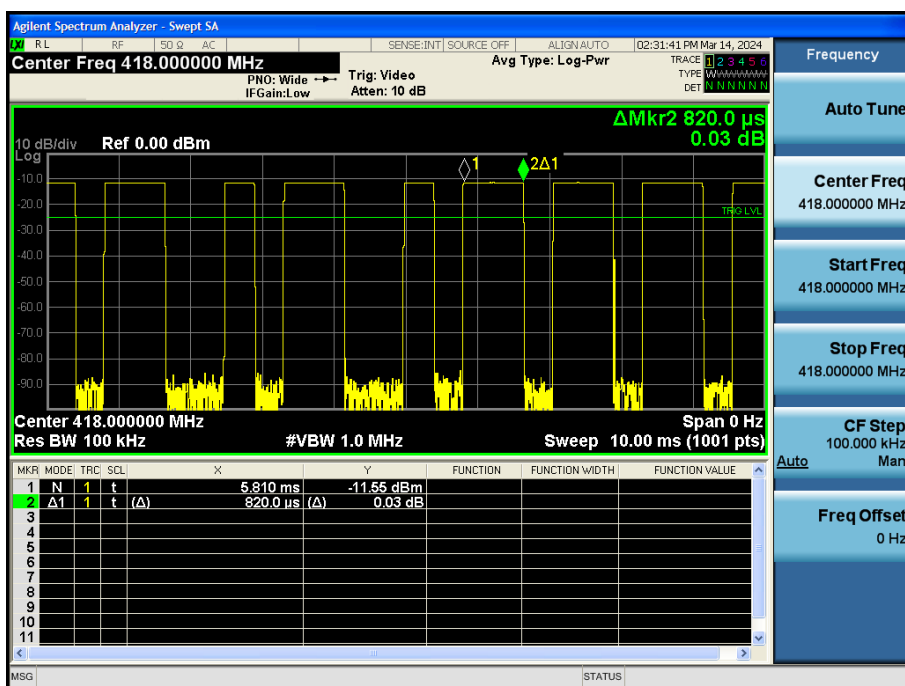 Agilent Spectrum Analyzer - Swept SA
LXI RL RF 50 Ω AC SENSE:INT SOURCE OFF ALIGN AUTO 02:31:41 PM Mar 14, 2024
Center Freq 418.000000 MHz
Avg Type: Log-Pwr
TRACE 1 2 3 4 5 6
PNO: Wide
Trig: Video
TYPE WWWWWW
IFGain:Low
Atten: 10 dB
DET N N N N N N
Frequency
Auto Tune
Center Freq
418.000000 MHz
Start Freq
418.000000 MHz
Stop Freq
418.000000 MHz
CF Step
100.000 kHz
Auto Man
Freq Offset
0 Hz
ΔMkr2 820.0 µs
0.03 dB
10 dB/div Ref 0.00 dBm
Log
1
2Δ1
-10.0
-20.0
TRIG LVL
-30.0
-40.0
-50.0
-60.0
-70.0
-80.0
-90.0
Center 418.000000 MHz Span 0 Hz
Res BW 100 kHz #VBW 1.0 MHz Sweep 10.00 ms (1001 pts)
MKR MODE TRC SCL X Y FUNCTION FUNCTION WIDTH FUNCTION VALUE
1 N 1 t 5.810 ms -11.55 dBm
2 Δ1 1 t (Δ) 820.0 µs (Δ) 0.03 dB
3
4
5
6
7
8
9
10
11
MSG STATUS